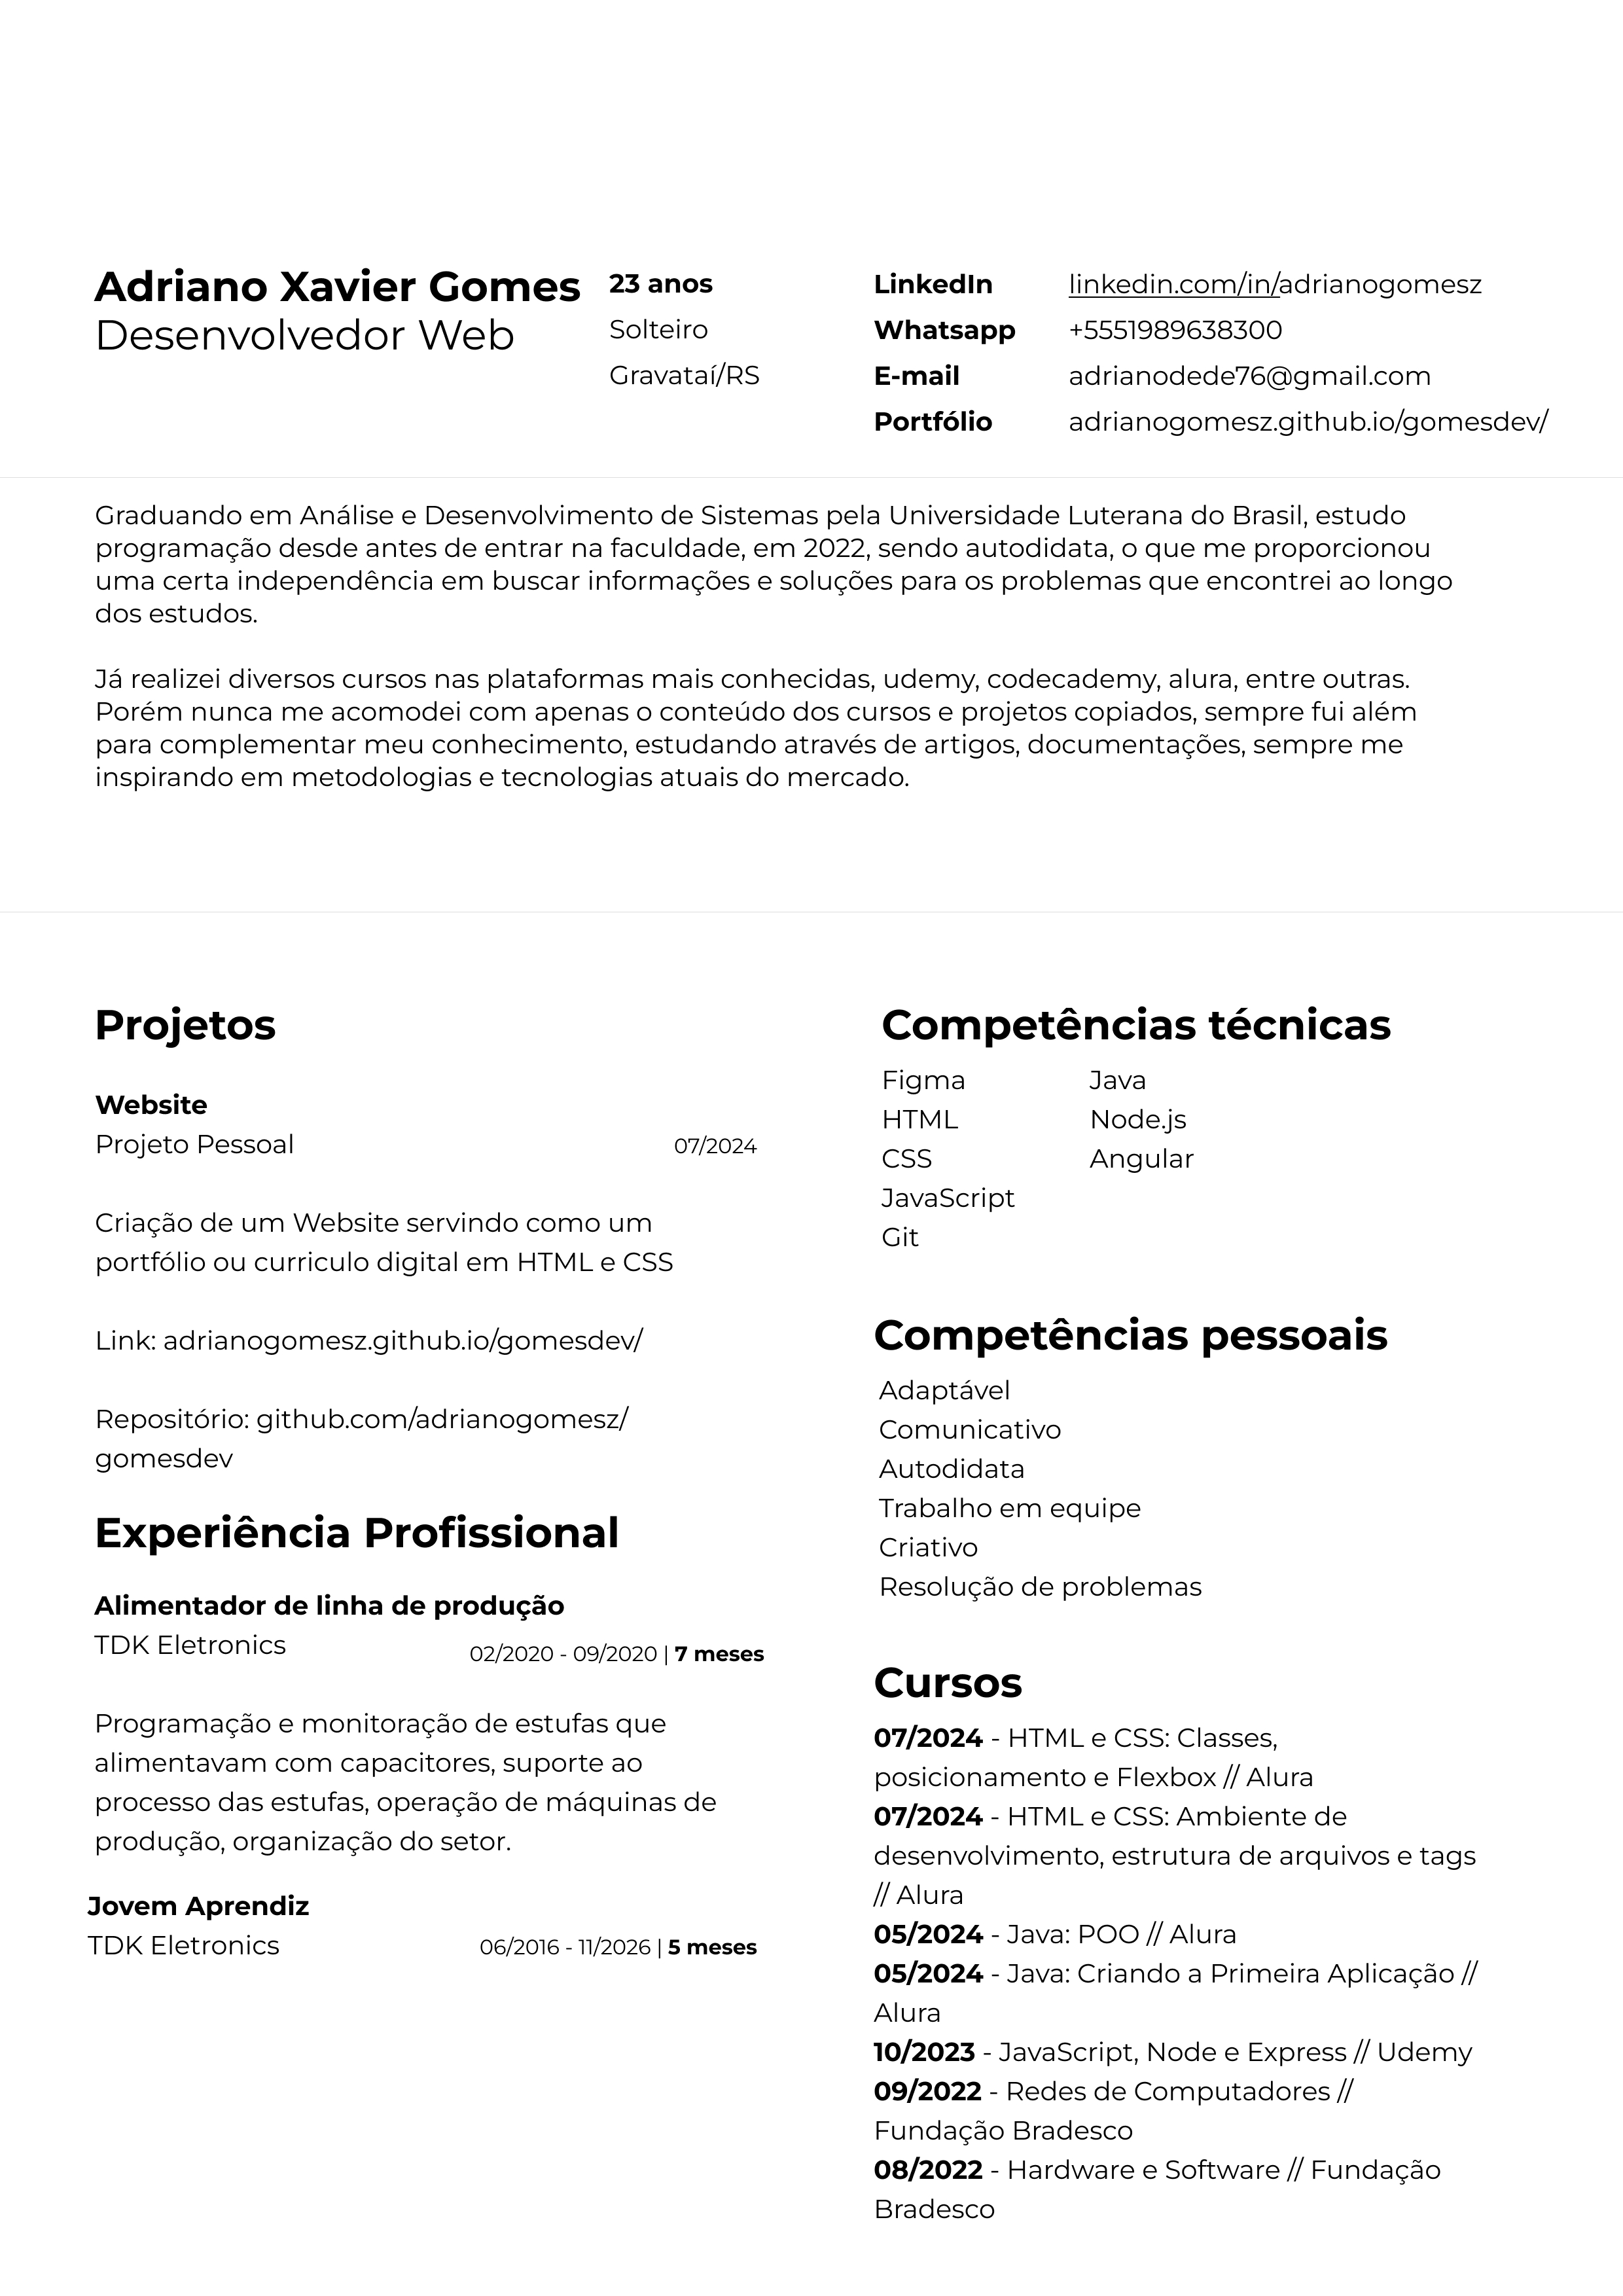 Adriano Xavier Gomes
Desenvolvedor Web
23 anos
Solteiro
Gravataí/RS
LinkedIn linkedin.com/in/adrianogomesz
Whatsapp +5551989638300
E-mail adrianodede76@gmail.com
Portfólio adrianogomesz.github.io/gomesdev/
Graduando em Análise e Desenvolvimento de Sistemas pela Universidade Luterana do Brasil, estudo
programação desde antes de entrar na faculdade, em 2022, sendo autodidata, o que me proporcionou
uma certa independência em buscar informações e soluções para os problemas que encontrei ao longo
dos estudos.
Já realizei diversos cursos nas plataformas mais conhecidas, udemy, codecademy, alura, entre outras.
Porém nunca me acomodei com apenas o conteúdo dos cursos e projetos copiados, sempre fui além
para complementar meu conhecimento, estudando através de artigos, documentações, sempre me
inspirando em metodologias e tecnologias atuais do mercado.
Projetos
Website
Projeto Pessoal 07/2024
Criação de um Website servindo como um
portfólio ou curriculo digital em HTML e CSS
Link: adrianogomesz.github.io/gomesdev/
Repositório: github.com/adrianogomesz/
gomesdev
Experiência Profissional
Alimentador de linha de produção
TDK Eletronics 02/2020 - 09/2020 | 7 meses
Programação e monitoração de estufas que
alimentavam com capacitores, suporte ao
processo das estufas, operação de máquinas de
produção, organização do setor.
Jovem Aprendiz
TDK Eletronics 06/2016 - 11/2026 | 5 meses
Competências técnicas
Figma Java
HTML Node.js
CSS Angular
JavaScript
Git
Competências pessoais
Adaptável
Comunicativo
Autodidata
Trabalho em equipe
Criativo
Resolução de problemas
Cursos
07/2024 - HTML e CSS: Classes,
posicionamento e Flexbox // Alura
07/2024 - HTML e CSS: Ambiente de
desenvolvimento, estrutura de arquivos e tags
// Alura
05/2024 - Java: POO // Alura
05/2024 - Java: Criando a Primeira Aplicação //
Alura
10/2023 - JavaScript, Node e Express // Udemy
09/2022 - Redes de Computadores //
Fundação Bradesco
08/2022 - Hardware e Software // Fundação
Bradesco